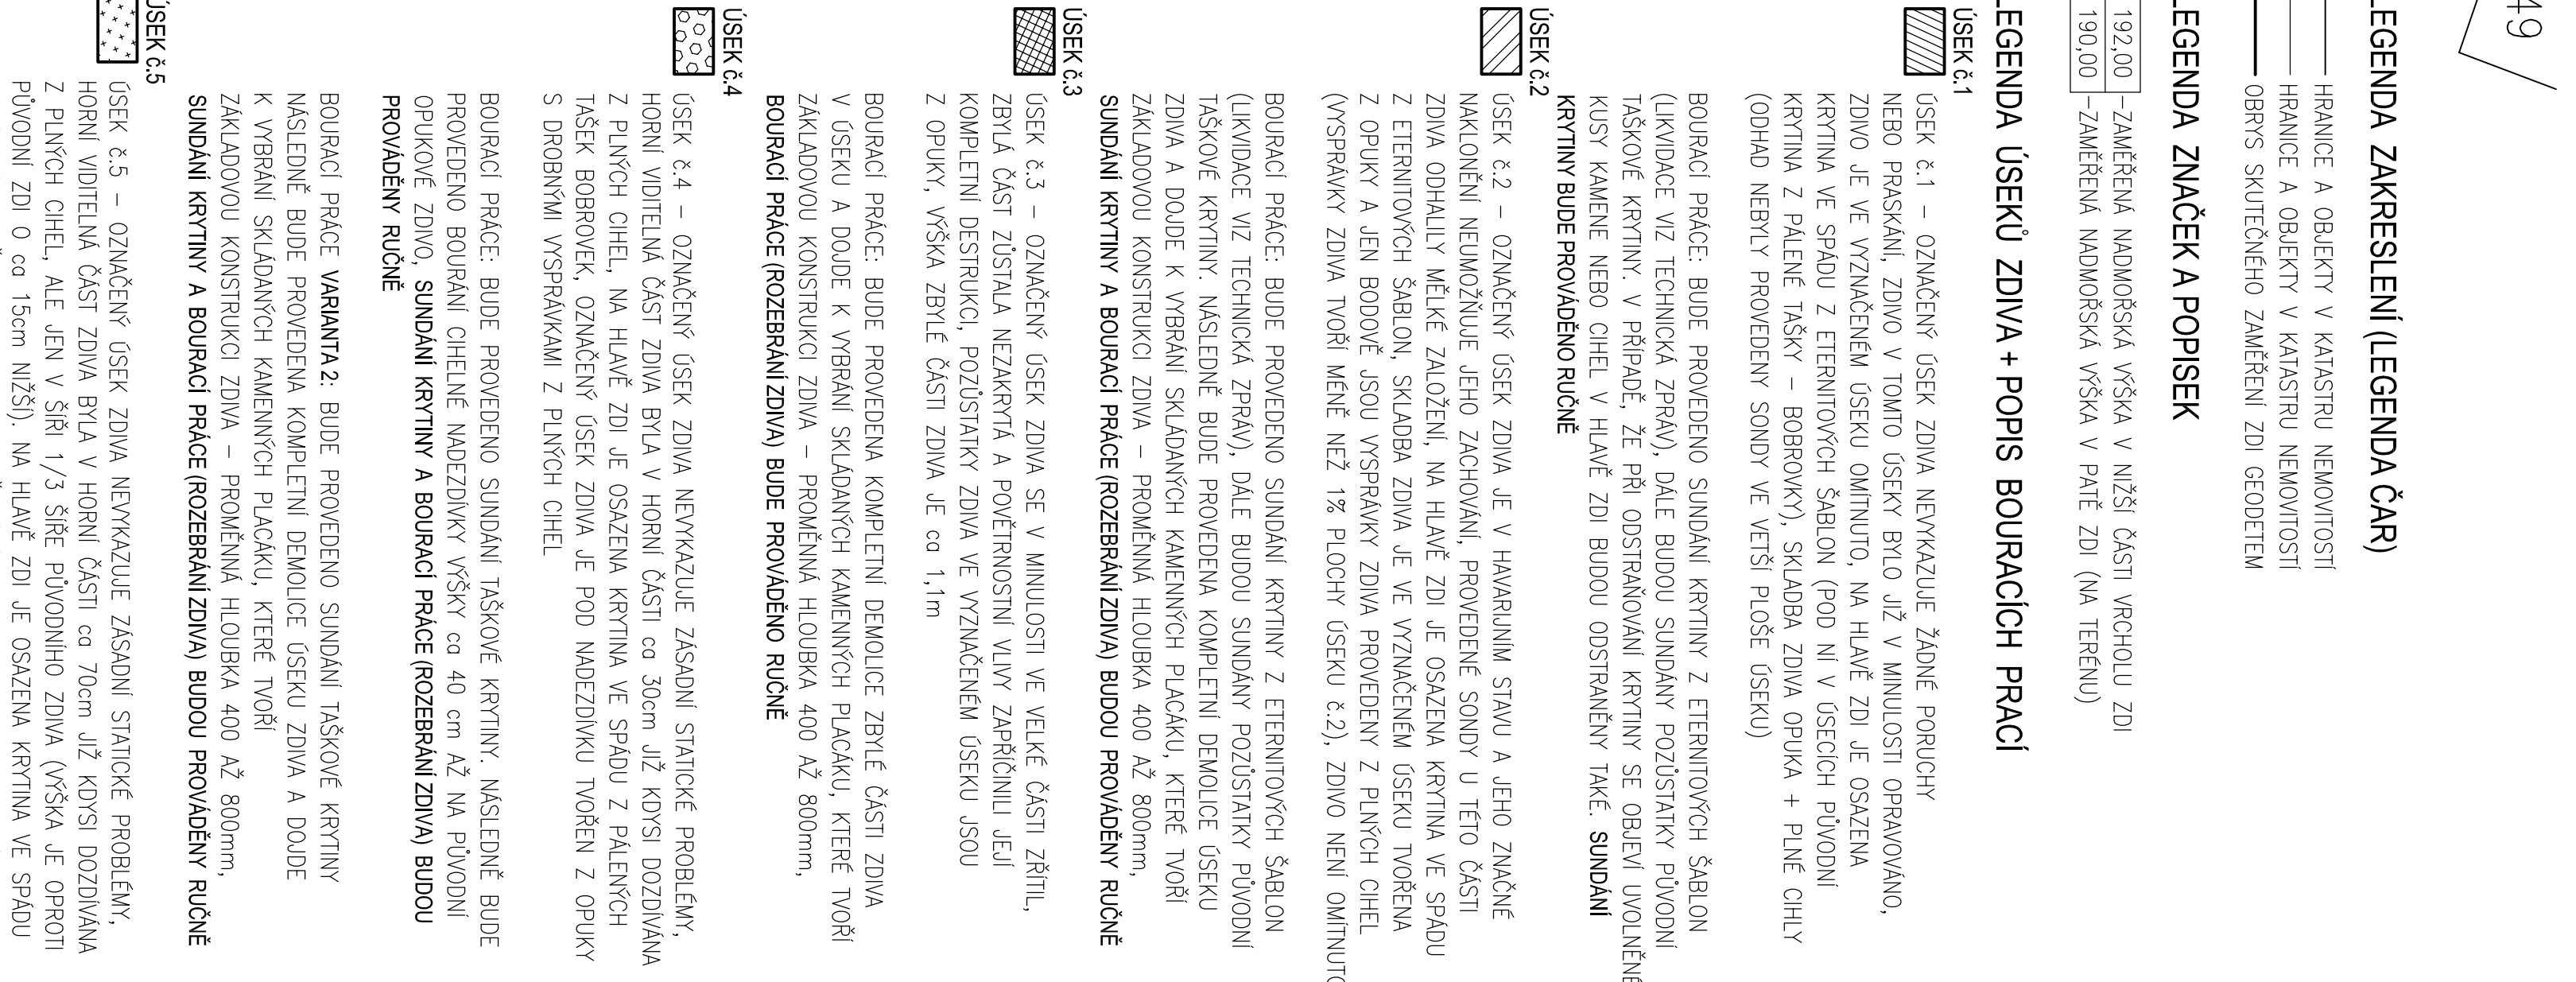 49
LEGENDA ZAKRESLENÍ (LEGENDA ČAR)
HRANICE A OBJEKTY V KATASTRU NEMOVITOSTÍ
HRANICE A OBJEKTY V KATASTRU NEMOVITOSTÍ
OBRYS SKUTEČNÉHO ZAMĚŘENÍ ZDI GEODETEM
LEGENDA ZNAČEK A POPISEK
192,00 –ZAMĚŘENÁ NADMOŘSKÁ VÝŠKA V NIŽŠÍ ČÁSTI VRCHOLU ZDI
190,00 –ZAMĚŘENÁ NADMOŘSKÁ VÝŠKA V PATĚ ZDI (NA TERÉNU)
LEGENDA ÚSEKŮ ZDIVA + POPIS BOURACÍCH PRACÍ
ÚSEK č.1
ÚSEK č.1 – OZNAČENÝ ÚSEK ZDIVA NEVYKAZUJE ŽÁDNÉ PORUCHY
NEBO PRASKÁNÍ, ZDIVO V TOMTO ÚSEKY BYLO JIŽ V MINULOSTI OPRAVOVÁNO,
ZDIVO JE VE VYZNAČENÉM ÚSEKU OMÍTNUTO, NA HLAVĚ ZDI JE OSAZENA
KRYTINA VE SPÁDU Z ETERNITOVÝCH ŠABLON (POD NÍ V ÚSECÍCH PŮVODNÍ
KRYTINA Z PÁLENÉ TAŠKY – BOBROVKY), SKLADBA ZDIVA OPUKA + PLNÉ CIHLY
(ODHAD NEBYLY PROVEDENY SONDY VE VETŠÍ PLOŠE ÚSEKU)
BOURACÍ PRÁCE: BUDE PROVEDENO SUNDÁNÍ KRYTINY Z ETERNITOVÝCH ŠABLON
(LIKVIDACE VIZ TECHNICKÁ ZPRÁV), DÁLE BUDOU SUNDÁNY POZŮSTATKY PŮVODNÍ
TAŠKOVÉ KRYTINY. V PŘÍPADĚ, ŽE PŘI ODSTRAŇOVÁNÍ KRYTINY SE OBJEVÍ UVOLNĚNÉ
KUSY KAMENE NEBO CIHEL V HLAVĚ ZDI BUDOU ODSTRANĚNY TAKÉ. SUNDÁNÍ
KRYTINY BUDE PROVÁDĚNO RUČNĚ
ÚSEK č.2
ÚSEK č.2 – OZNAČENÝ ÚSEK ZDIVA JE V HAVARIJNÍM STAVU A JEHO ZNAČNÉ
NAKLONĚNÍ NEUMOŽŇUJE JEHO ZACHOVÁNÍ, PROVEDENÉ SONDY U TÉTO ČÁSTI
ZDIVA ODHALILY MĚLKÉ ZALOŽENÍ, NA HLAVĚ ZDI JE OSAZENA KRYTINA VE SPÁDU
Z ETERNITOVÝCH ŠABLON, SKLADBA ZDIVA JE VE VYZNAČENÉM ÚSEKU TVOŘENA
Z OPUKY A JEN BODOVĚ JSOU VYSPRÁVKY ZDIVA PROVEDENY Z PLNÝCH CIHEL
(VYSPRÁVKY ZDIVA TVOŘÍ MÉNĚ NEŽ 1% PLOCHY ÚSEKU č.2), ZDIVO NENÍ OMÍTNUTO
BOURACÍ PRÁCE: BUDE PROVEDENO SUNDÁNÍ KRYTINY Z ETERNITOVÝCH ŠABLON
(LIKVIDACE VIZ TECHNICKÁ ZPRÁV), DÁLE BUDOU SUNDÁNY POZŮSTATKY PŮVODNÍ
TAŠKOVÉ KRYTINY. NÁSLEDNĚ BUDE PROVEDENA KOMPLETNÍ DEMOLICE ÚSEKU
ZDIVA A DOJDE K VYBRÁNÍ SKLÁDANÝCH KAMENNÝCH PLACÁKU, KTERÉ TVOŘÍ
ZÁKLADOVOU KONSTRUKCI ZDIVA – PROMĚNNÁ HLOUBKA 400 AŽ 800mm,
SUNDÁNÍ KRYTINY A BOURACÍ PRÁCE (ROZEBRÁNÍ ZDIVA) BUDOU PROVÁDĚNY RUČNĚ
ÚSEK č.3
ÚSEK č.3 – OZNAČENÝ ÚSEK ZDIVA SE V MINULOSTI VE VELKÉ ČÁSTI ZŘÍTIL,
ZBYLÁ ČÁST ZŮSTALA NEZAKRYTÁ A POVĚTRNOSTNÍ VLIVY ZAPŘÍČINILI JEJÍ
KOMPLETNÍ DESTRUKCI, POZŮSTATKY ZDIVA VE VYZNAČENÉM ÚSEKU JSOU
Z OPUKY, VÝŠKA ZBYLÉ ČÁSTI ZDIVA JE ca 1,1m
BOURACÍ PRÁCE: BUDE PROVEDENA KOMPLETNÍ DEMOLICE ZBYLÉ ČÁSTI ZDIVA
V ÚSEKU A DOJDE K VYBRÁNÍ SKLÁDANÝCH KAMENNÝCH PLACÁKU, KTERÉ TVOŘÍ
ZÁKLADOVOU KONSTRUKCI ZDIVA – PROMĚNNÁ HLOUBKA 400 AŽ 800mm,
BOURACÍ PRÁCE (ROZEBRÁNÍ ZDIVA) BUDE PROVÁDĚNO RUČNĚ
ÚSEK č.4
ÚSEK č.4 – OZNAČENÝ ÚSEK ZDIVA NEVYKAZUJE ZÁSADNÍ STATICKÉ PROBLÉMY,
HORNÍ VIDITELNÁ ČÁST ZDIVA BYLA V HORNÍ ČÁSTI ca 30cm JIŽ KDYSI DOZDÍVÁNA
Z PLNÝCH CIHEL, NA HLAVĚ ZDI JE OSAZENA KRYTINA VE SPÁDU Z PÁLENÝCH
TAŠEK BOBROVEK, OZNAČENÝ ÚSEK ZDIVA JE POD NADEZDÍVKU TVOŘEN Z OPUKY
S DROBNÝMI VYSPRÁVKAMI Z PLNÝCH CIHEL
BOURACÍ PRÁCE: BUDE PROVEDENO SUNDÁNÍ TAŠKOVÉ KRYTINY. NÁSLEDNĚ BUDE
PROVEDENO BOURÁNÍ CIHELNÉ NADEZDÍVKY VÝŠKY ca 40 cm AŽ NA PŮVODNÍ
OPUKOVÉ ZDIVO, SUNDÁNÍ KRYTINY A BOURACÍ PRÁCE (ROZEBRÁNÍ ZDIVA) BUDOU
PROVÁDĚNY RUČNĚ
BOURACÍ PRÁCE VARIANTA 2: BUDE PROVEDENO SUNDÁNÍ TAŠKOVÉ KRYTINY
NÁSLEDNĚ BUDE PROVEDENA KOMPLETNÍ DEMOLICE ÚSEKU ZDIVA A DOJDE
K VYBRÁNÍ SKLÁDANÝCH KAMENNÝCH PLACÁKU, KTERÉ TVOŘÍ
ZÁKLADOVOU KONSTRUKCI ZDIVA – PROMĚNNÁ HLOUBKA 400 AŽ 800mm,
SUNDÁNÍ KRYTINY A BOURACÍ PRÁCE (ROZEBRÁNÍ ZDIVA) BUDOU PROVÁDĚNY RUČNĚ
ÚSEK č.5
ÚSEK č.5 – OZNAČENÝ ÚSEK ZDIVA NEVYKAZUJE ZÁSADNÍ STATICKÉ PROBLÉMY,
HORNÍ VIDITELNÁ ČÁST ZDIVA BYLA V HORNÍ ČÁSTI ca 70cm JIŽ KDYSI DOZDÍVÁNA
Z PLNÝCH CIHEL, ALE JEN V ŠÍŘI 1/3 ŠÍŘE PŮVODNÍHO ZDIVA (VÝŠKA JE OPROTI
PŮVODNÍ ZDI O ca 15cm NIŽŠÍ). NA HLAVĚ ZDI JE OSAZENA KRYTINA VE SPÁDU